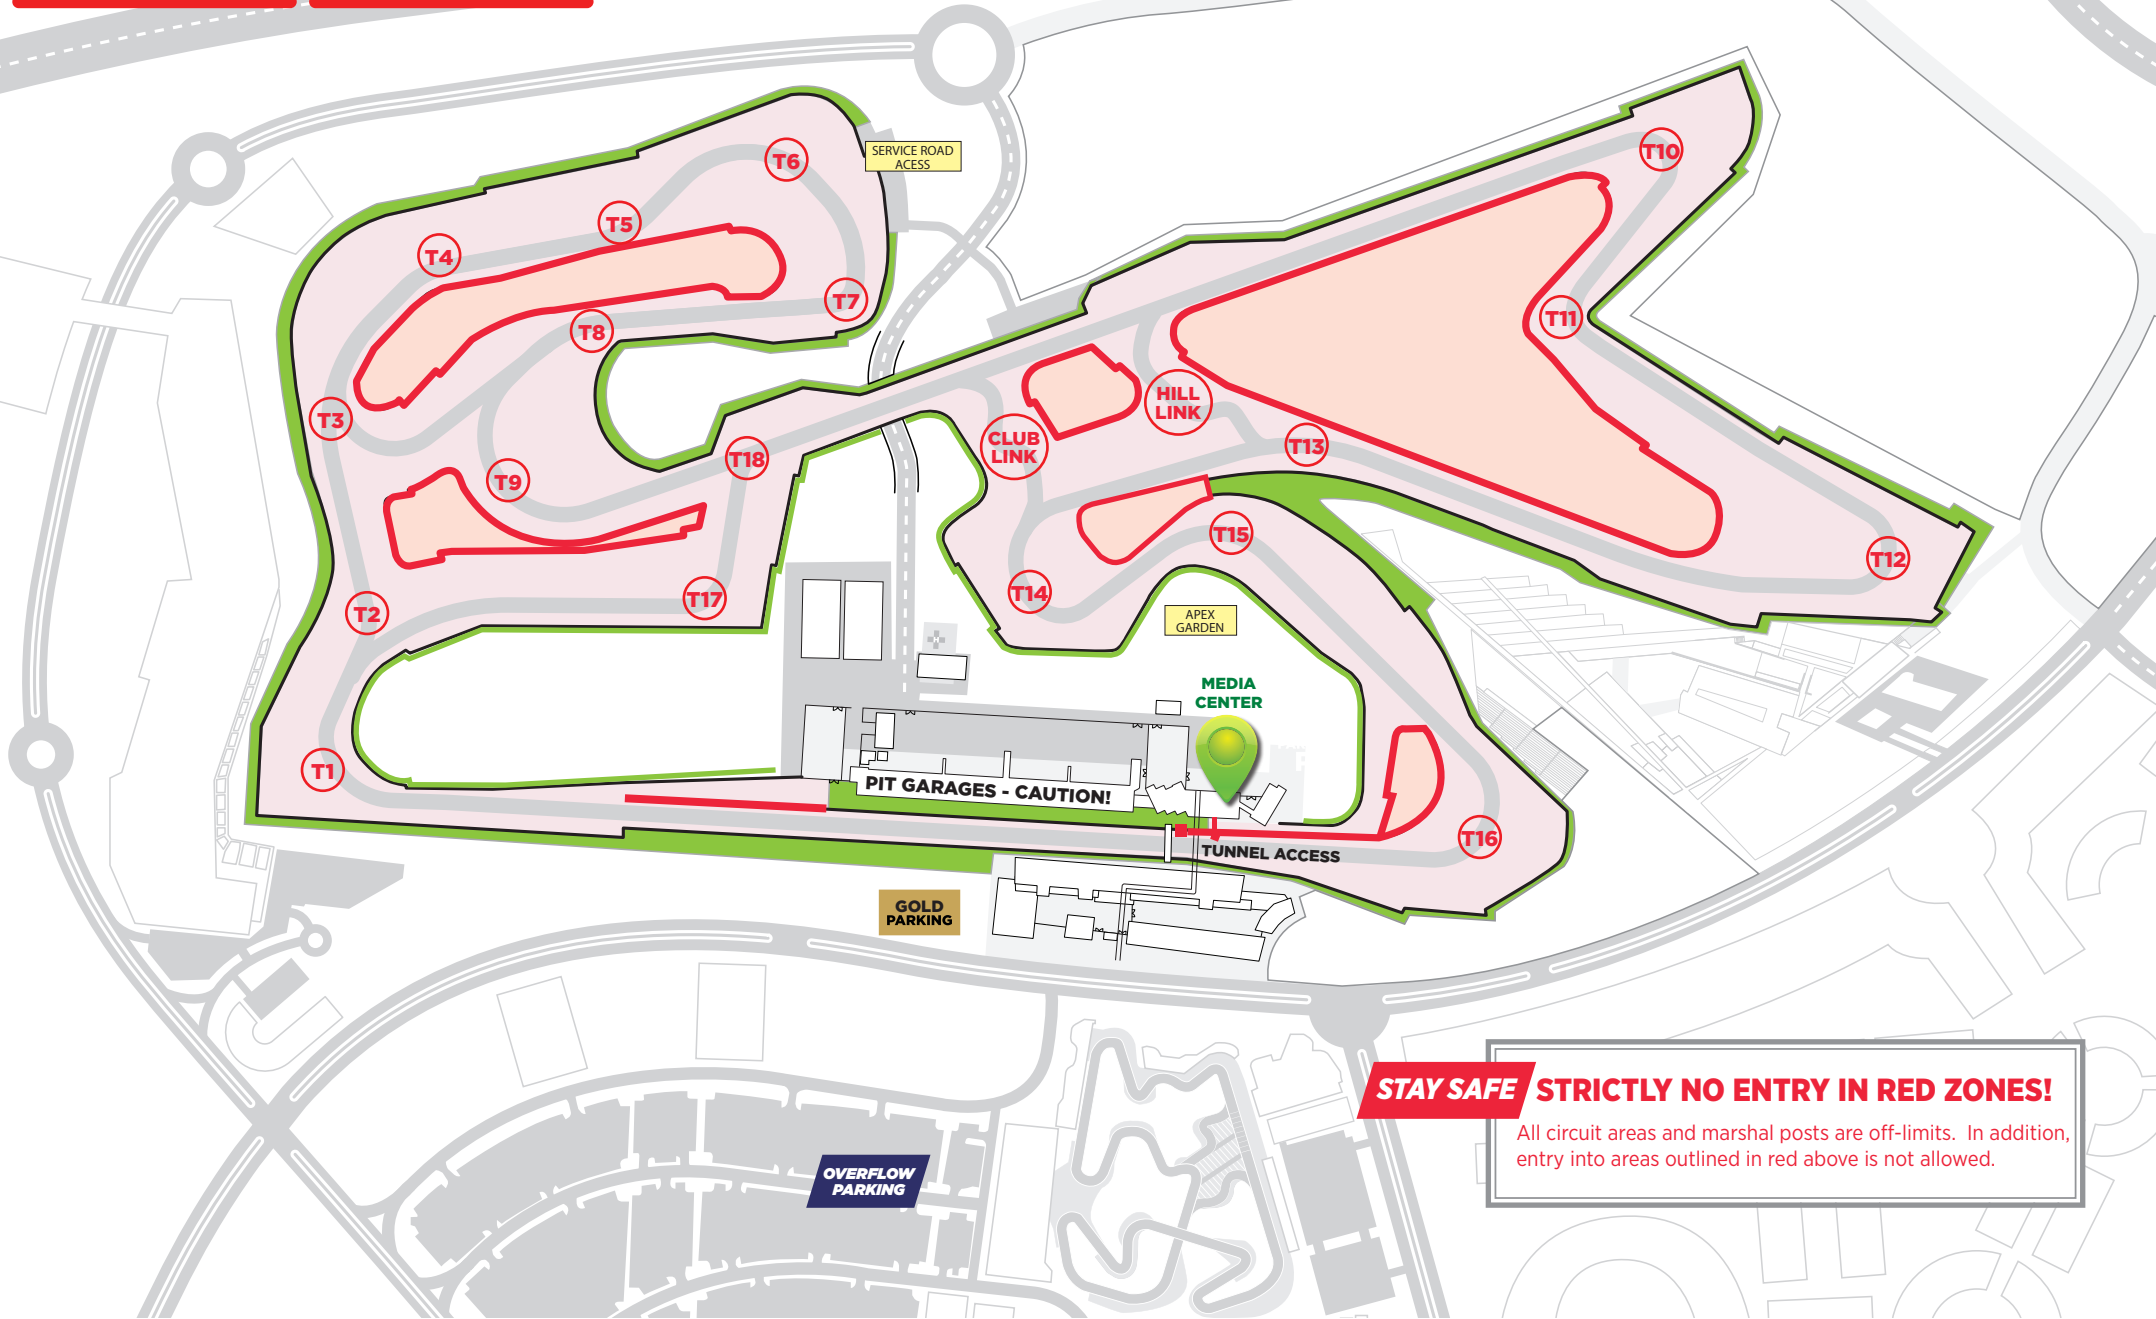 SERVICE ROAD
ACESS
T6
T10
T5
T4
T7
T11
T8
HILL
LINK
T3
CLUB
LINK
T13
T18
T9
T15
T12
T14
T17
T2
APEX
GARDEN
MEDIA
CENTER
T1
PIT GARAGES - CAUTION!
T16
TUNNEL ACCESS
GOLD
PARKING
STAY SAFE STRICTLY NO ENTRY IN RED ZONES!
All circuit areas and marshal posts are off-limits. In addition,
entry into areas outlined in red above is not allowed.
OVERFLOW
PARKING